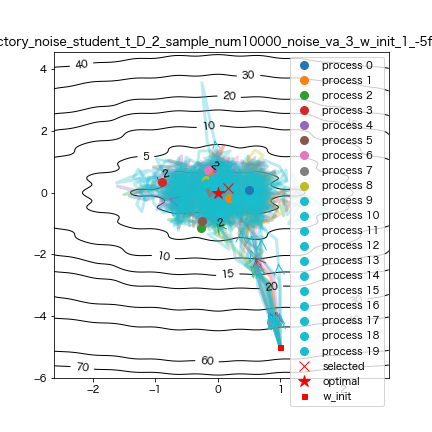 ctory_noise_student_t_D_2_sample_num10000_noise_va_3_w_init_1_-5f
40
30
20
10
5
2
2
2
10
15
20
60
70
4
2
0
−2
−4
−6
−2
−1
0
1
process 0
process 1
process 2
process 3
process 4
process 5
process 6
process 7
process 8
process 9
process 10
process 11
process 12
process 13
process 14
process 15
process 16
process 17
process 18
process 19
selected
optimal
w_init